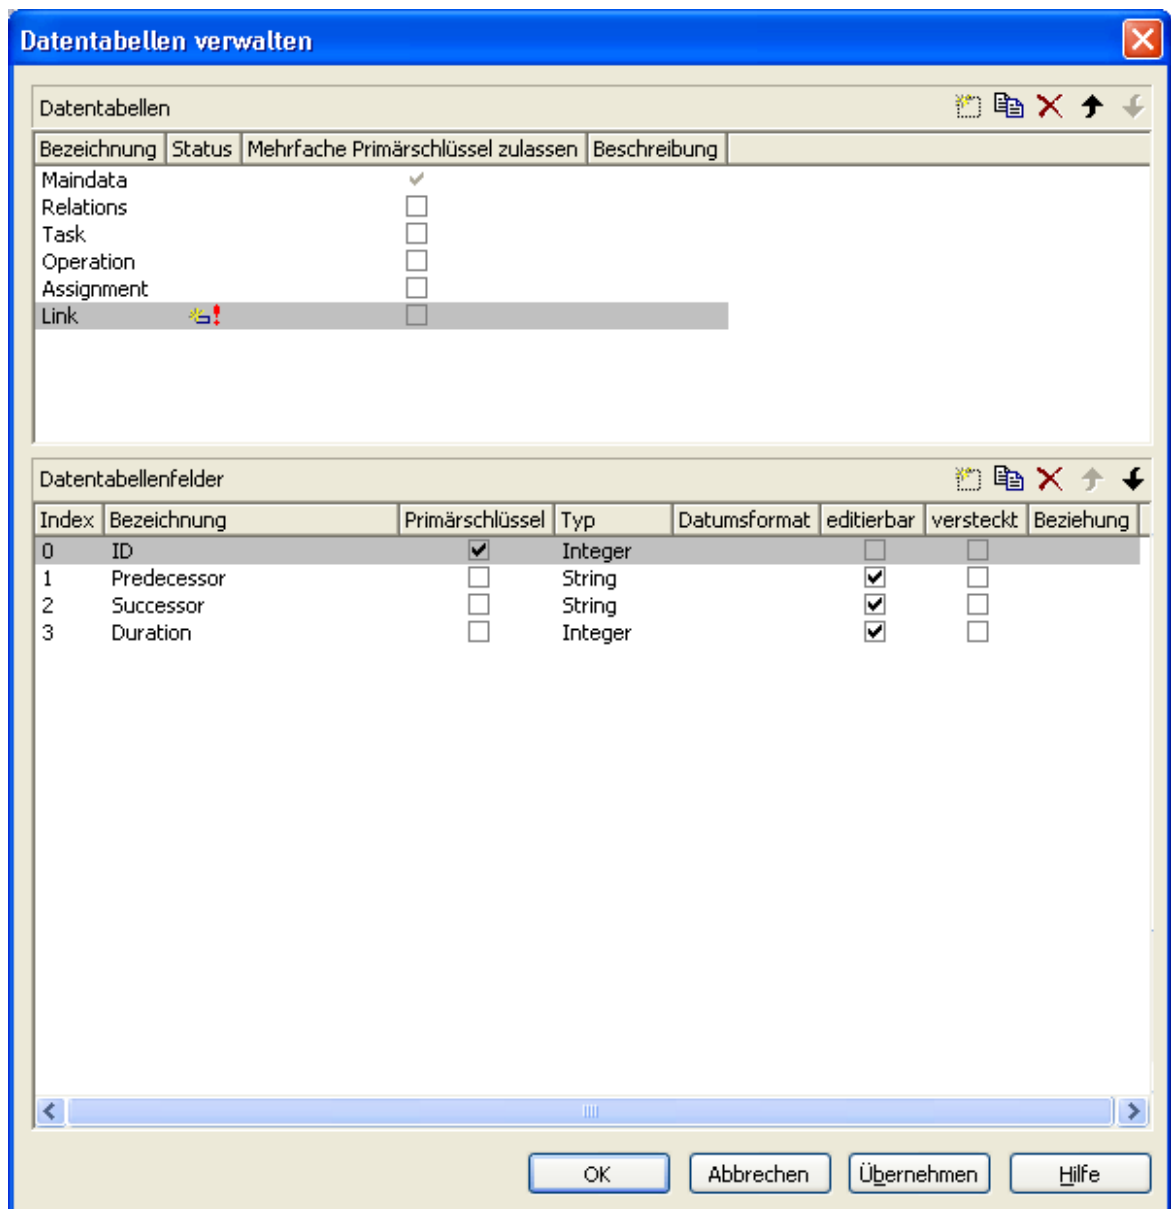 Datentabellen verwalten
Datentabellen
Bezeichnung Status Mehrfache Primärschlüssel zulassen Beschreibung
Maindata
Relations
Task
Operation
Assignment
Link
Datentabellenfelder
Index Bezeichnung Primärschlüssel Typ Datumsformat editierbar versteckt Beziehung
0 ID Integer
1 Predecessor String
2 Successor String
3 Duration Integer
OK Abbrechen Übernehmen Hilfe